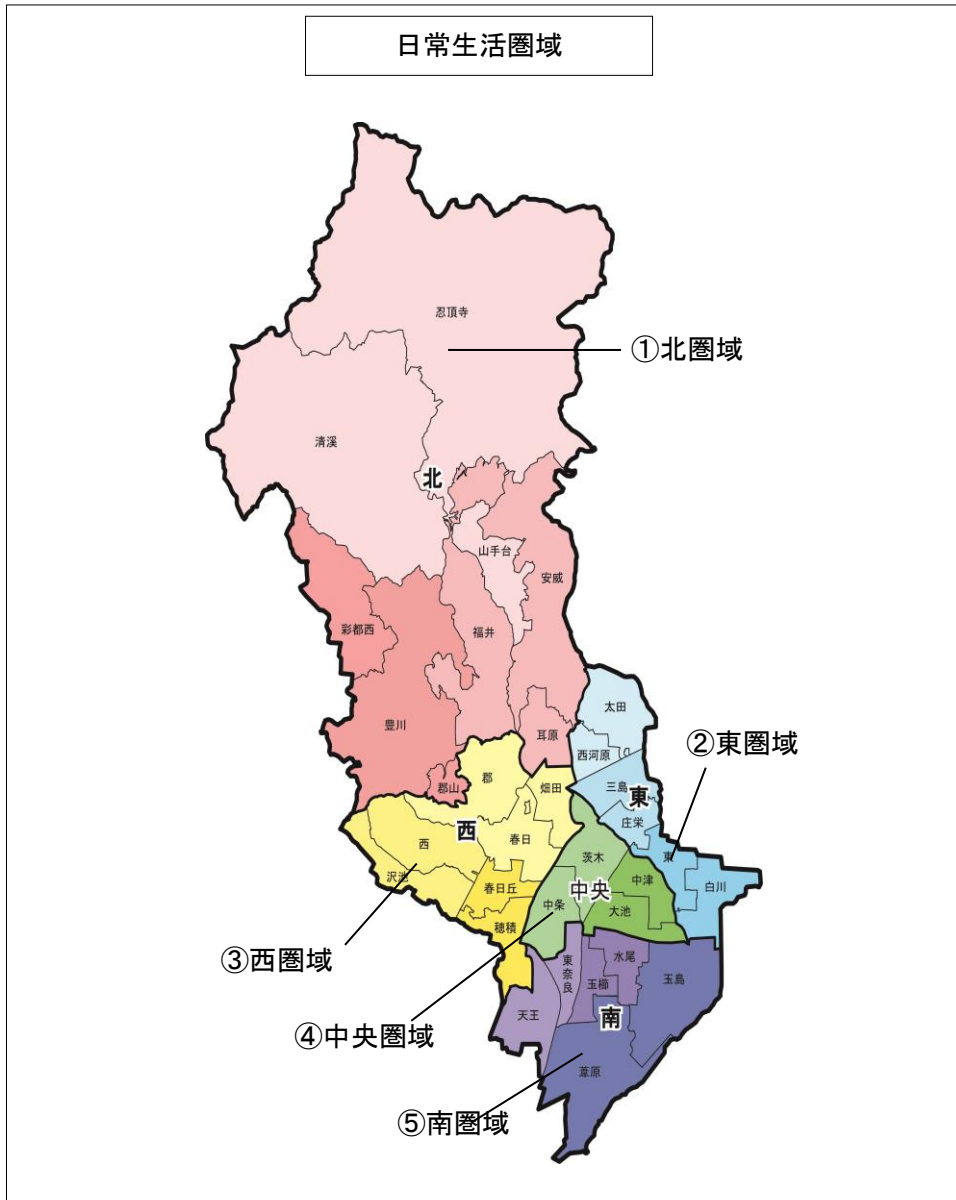 日常生活圏域
忍頂寺
①北圏域
清溪
北
山手台
安威
彩都西
福井
太田
豊川
耳原
西河原
②東圏域
郡
郡山
畑田
三島
東
庄栄
西
西
春日
茨木
東
沢池
春日丘
中央
中津
白川
中条
大池
穂積
③西圏域
東奈良
水尾
玉島
玉櫛
天王
南
④中央圏域
葦原
⑤南圏域